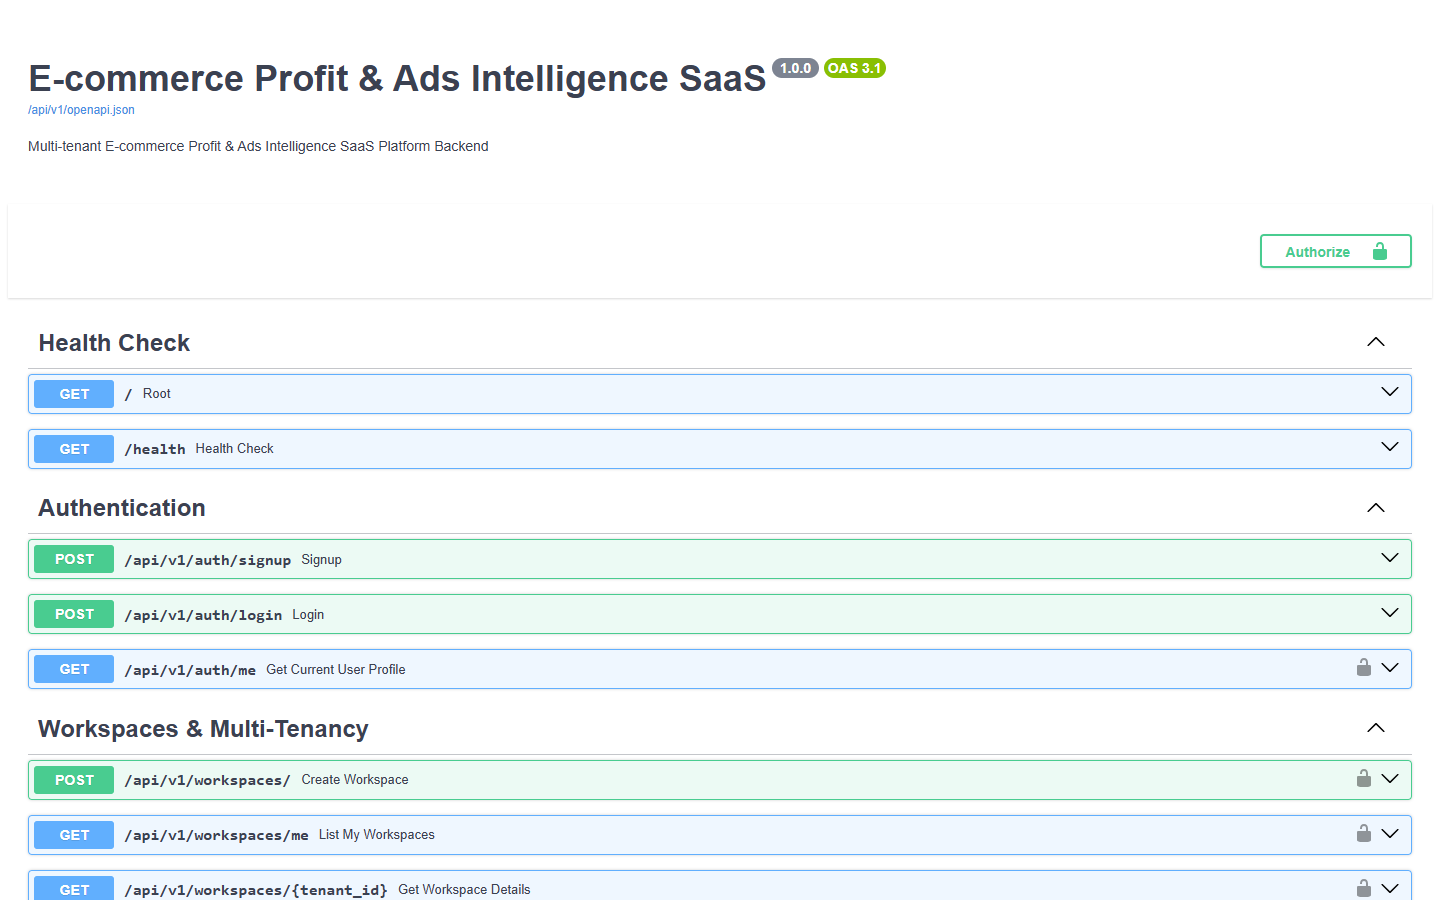 E-commerce Profit & Ads Intelligence SaaS 1.0.0 OAS 3.1
/api/v1/openapi.json
Multi-tenant E-commerce Profit & Ads Intelligence SaaS Platform Backend
Authorize
Health Check
GET / Root
GET /health Health Check
Authentication
POST /api/v1/auth/signup Signup
POST /api/v1/auth/login Login
GET /api/v1/auth/me Get Current User Profile
Workspaces & Multi-Tenancy
POST /api/v1/workspaces/ Create Workspace
GET /api/v1/workspaces/me List My Workspaces
GET /api/v1/workspaces/{tenant_id} Get Workspace Details